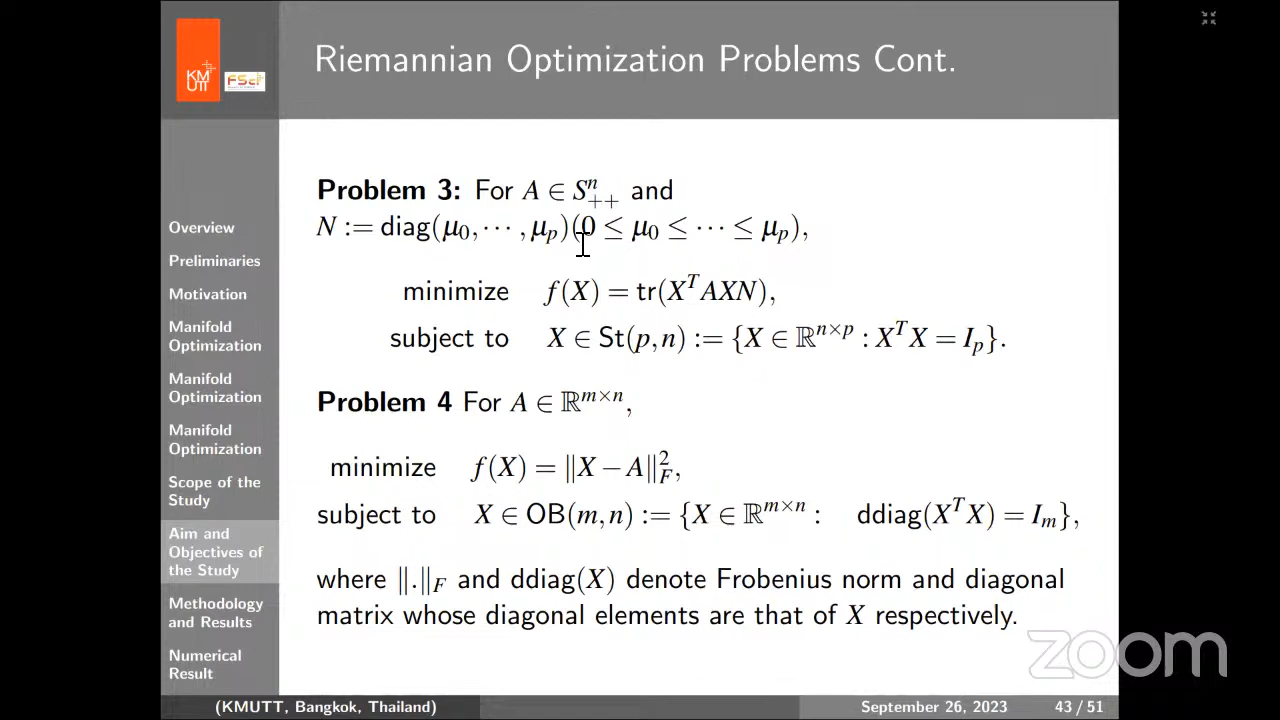 KMUTT
FSci
Riemannian Optimization Problems Cont.
Overview
Preliminaries
Motivation
Manifold
Optimization
Manifold
Optimization
Manifold
Optimization
Scope of the
Study
Aim and
Objectives of
the Study
Methodology
and Results
Numerical
Result
Problem 3: For A ∈ S^n_{++} and
N := diag(μ_0, ⋯ , μ_p)(0 ≤ μ_0 ≤ ⋯ ≤ μ_p),
minimize f(X) = tr(X^T AXN),
subject to X ∈ St(p, n) := {X ∈ ℝ^{n×p} : X^T X = I_p}.
Problem 4 For A ∈ ℝ^{m×n},
minimize f(X) = ‖X − A‖^2_F,
subject to X ∈ OB(m, n) := {X ∈ ℝ^{m×n} : ddiag(X^T X) = I_m},
where ‖.‖_F and ddiag(X) denote Frobenius norm and diagonal
matrix whose diagonal elements are that of X respectively.
zoom
(KMUTT, Bangkok, Thailand) September 26, 2023 43 / 51